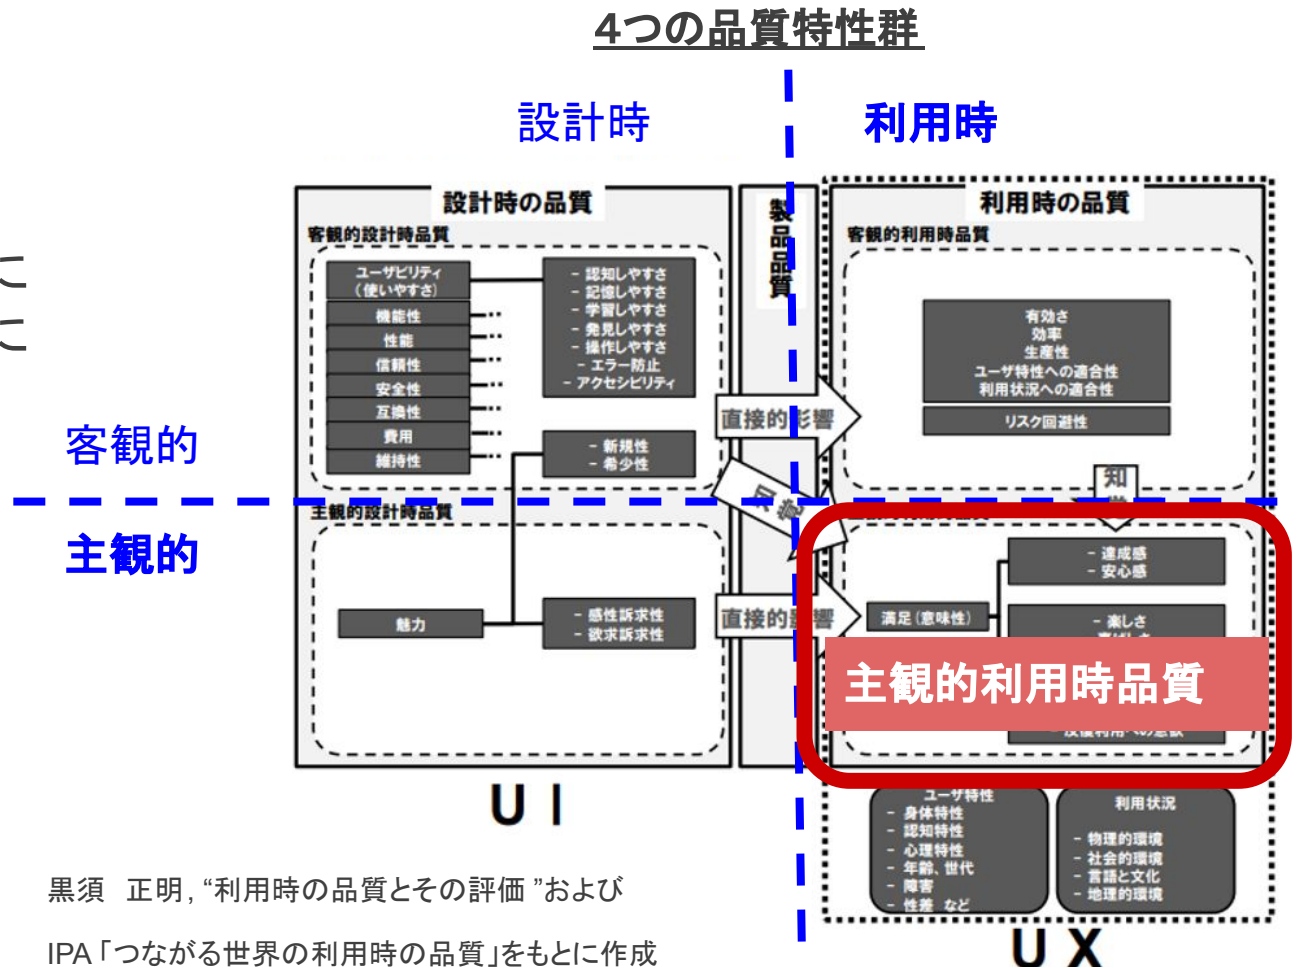 4つの品質特性群
設計時
利用時
設計時の品質
製品品質
利用時の品質
客観的設計時品質
客観的利用時品質
に
に
ユーザビリティ
（使いやすさ）
機能性
性能
信頼性
安全性
互換性
費用
維持性
- 認知しやすさ
- 記憶しやすさ
- 学習しやすさ
- 発見しやすさ
- 操作しやすさ
- エラー防止
- アクセシビリティ
- 新規性
- 希少性
有効さ
効率
生産性
ユーザ特性への適合性
利用状況への適合性
リスク回避性
直接的影響
知覚
知
客観的
主観的
主観的設計時品質
魅力
- 感性訴求性
- 欲求訴求性
直接的影響
満足（意味性）
- 達成感
- 安心感
- 楽しさ
主観的利用時品質
UI
ユーザ特性
- 身体特性
- 認知特性
- 心理特性
- 年齢、世代
- 障害
- 性差 など
利用状況
- 物理的環境
- 社会的環境
- 言語と文化
- 地理的環境
UX
黒須 正明, “利用時の品質とその評価 ”および
IPA「つながる世界の利用時の品質」をもとに作成